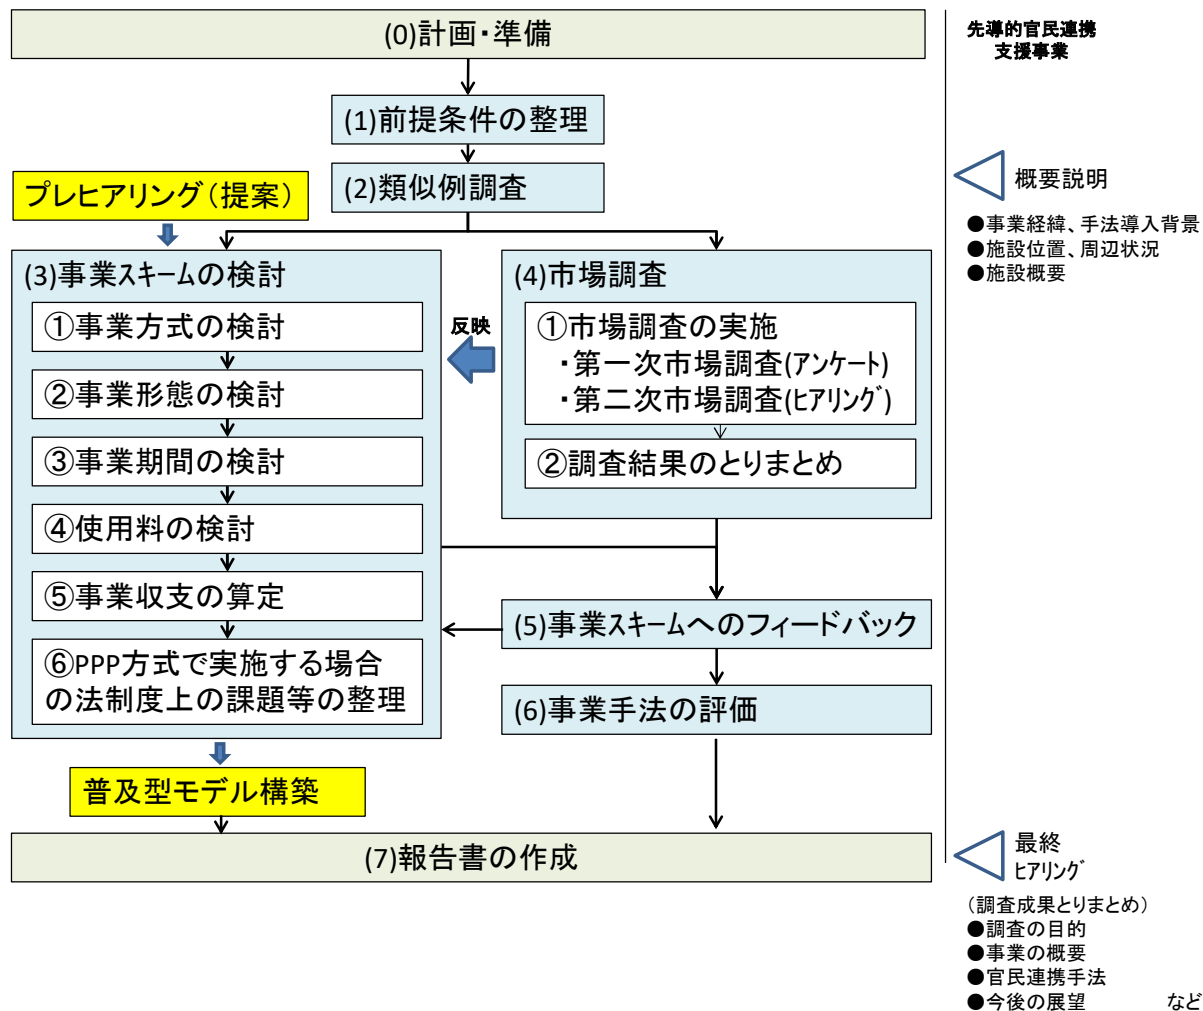 (0)計画・準備
(1)前提条件の整理
(2)類似例調査
プレヒアリング(提案)
(3)事業ｽｷｰﾑの検討
①事業方式の検討
②事業形態の検討
③事業期間の検討
④使用料の検討
⑤事業収支の算定
⑥PPP方式で実施する場合
の法制度上の課題等の整理
反映
(4)市場調査
①市場調査の実施
・第一次市場調査(ｱﾝｹｰﾄ)
・第二次市場調査(ﾋｱﾘﾝｸﾞ)
②調査結果のとりまとめ
(5)事業ｽｷｰﾑへのフィードバック
(6)事業手法の評価
普及型モデル構築
(7)報告書の作成
先導的官民連携
支援事業
概要説明
●事業経緯、手法導入背景
●施設位置、周辺状況
●施設概要
最終
ﾋｱﾘﾝｸﾞ
(調査成果とりまとめ)
●調査の目的
●事業の概要
●官民連携手法
●今後の展望 など